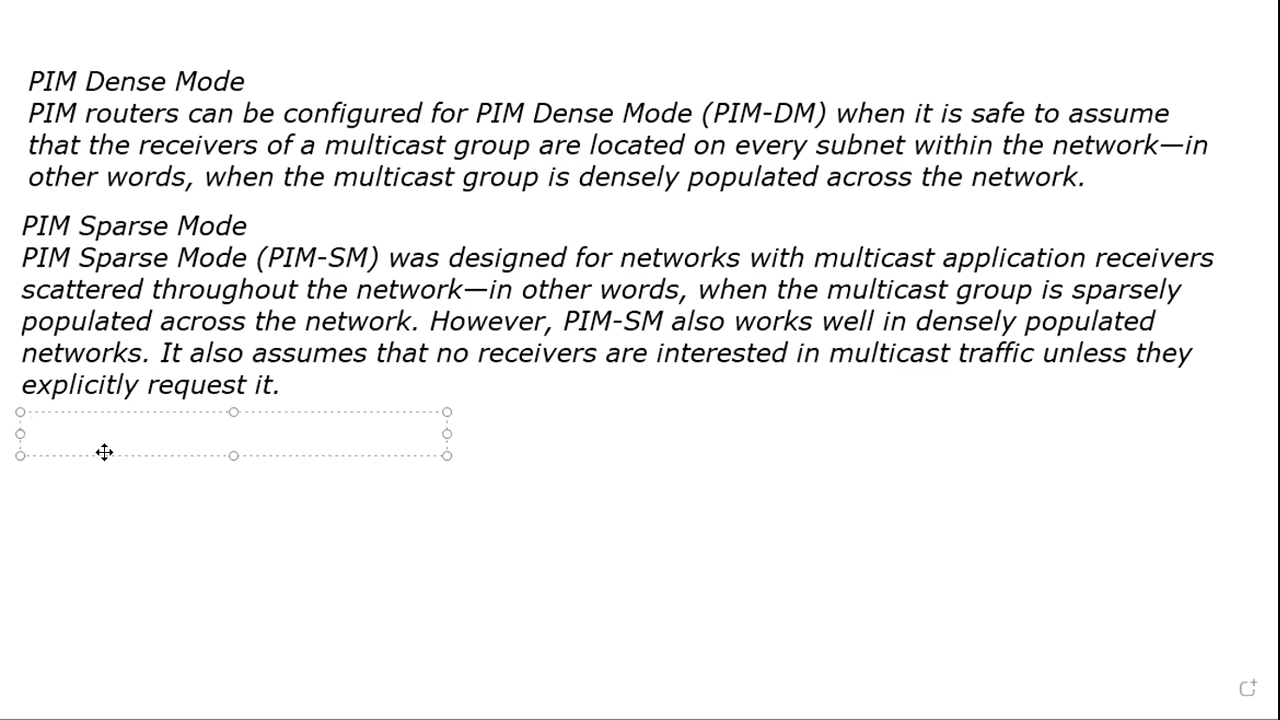 PIM Dense Mode
PIM routers can be configured for PIM Dense Mode (PIM-DM) when it is safe to assume
that the receivers of a multicast group are located on every subnet within the network—in
other words, when the multicast group is densely populated across the network.
PIM Sparse Mode
PIM Sparse Mode (PIM-SM) was designed for networks with multicast application receivers
scattered throughout the network—in other words, when the multicast group is sparsely
populated across the network. However, PIM-SM also works well in densely populated
networks. It also assumes that no receivers are interested in multicast traffic unless they
explicitly request it.